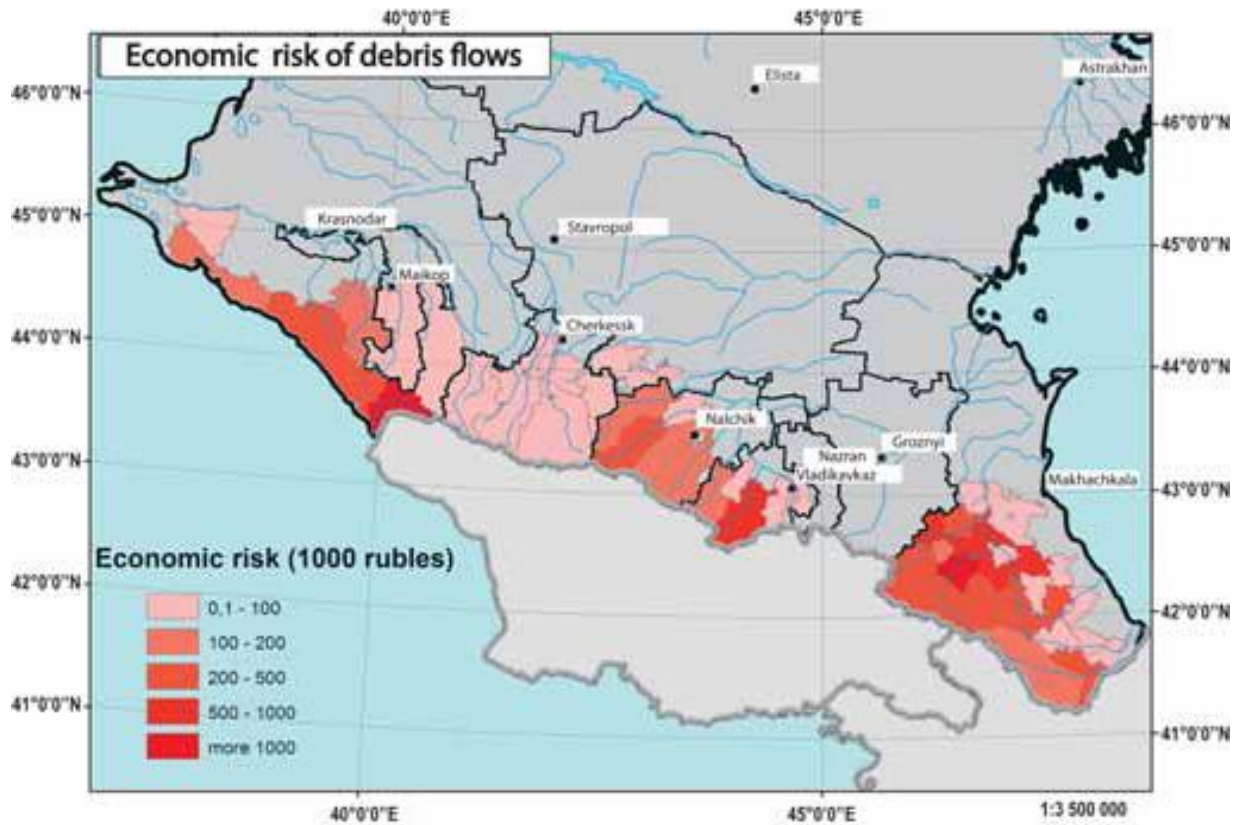 40°0'0"E
45°0'0"E
Economic risk of debris flows
Elista
Astrakhan
46°0'0"N
46°0'0"N
45°0'0"N
Krasnodar
Stavropol
45°0'0"N
Maikop
44°0'0"N
Cherkessk
44°0'0"N
Nalchik
Groznyi
43°0'0"N
Nazran
Vladikavkaz
Makhachkala
43°0'0"N
Economic risk (1000 rubles)
42°0'0"N
0,1 - 100
42°0'0"N
100 - 200
200 - 500
41°0'0"N
500 - 1000
41°0'0"N
more 1000
40°0'0"E
45°0'0"E
1:3 500 000